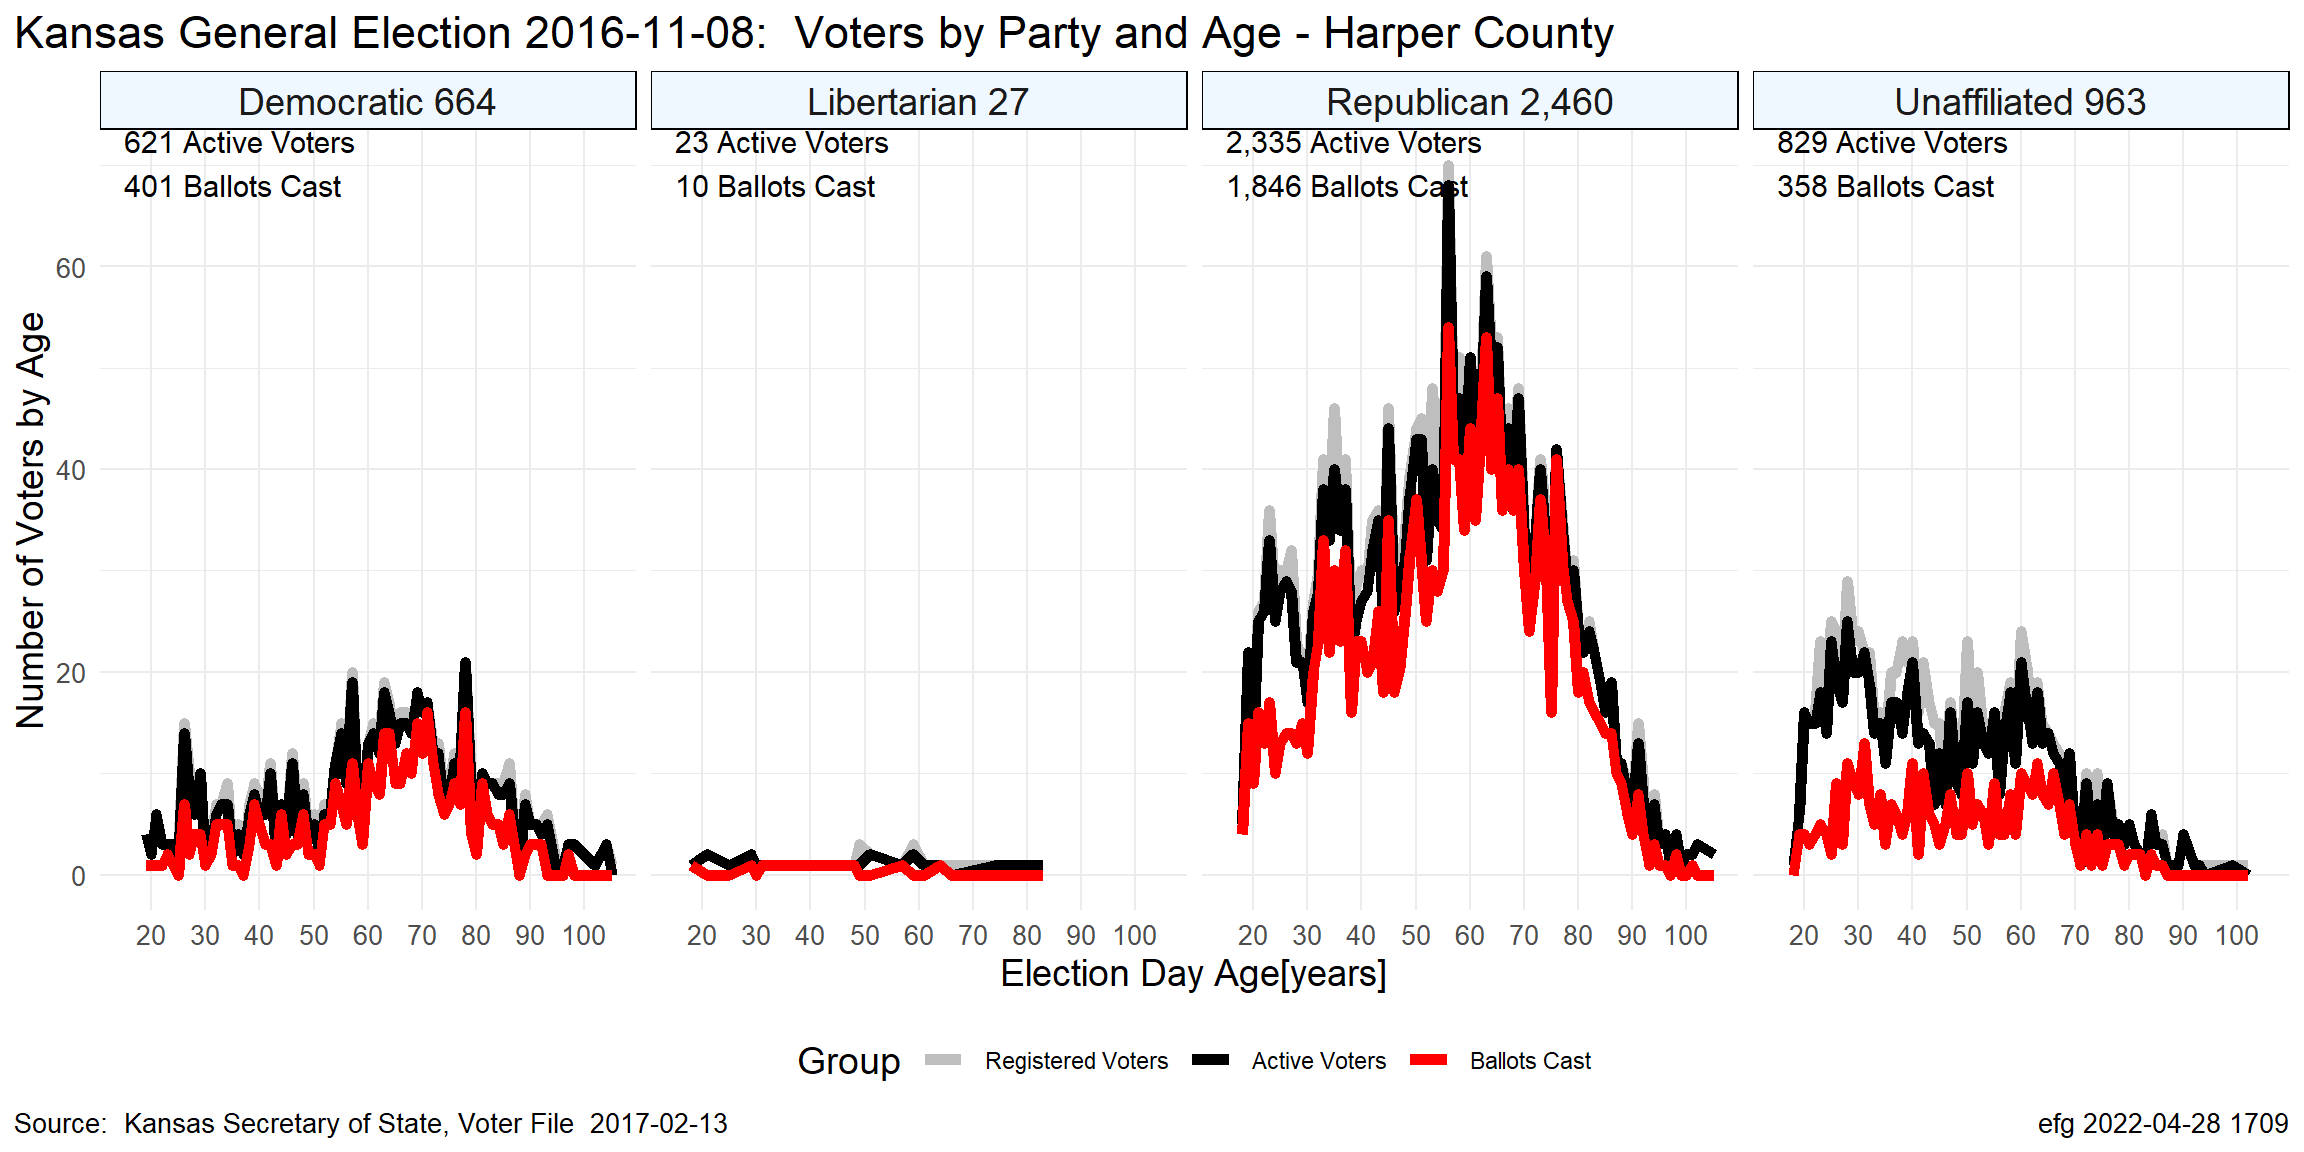 Kansas General Election 2016-11-08:  Voters by Party and Age - Harper County
Democratic 664
Libertarian 27
Republican 2,460
Unaffiliated 963
621 Active Voters
401 Ballots Cast
23 Active Voters
10 Ballots Cast
2,335 Active Voters
1,846 Ballots Cast
829 Active Voters
358 Ballots Cast
Number of Voters by Age
60
40
20
0
20 30 40 50 60 70 80 90 100
20 30 40 50 60 70 80 90 100
20 30 40 50 60 70 80 90 100
20 30 40 50 60 70 80 90 100
Election Day Age[years]
Group Registered Voters Active Voters Ballots Cast
Source:  Kansas Secretary of State, Voter File  2017-02-13
efg 2022-04-28 1709